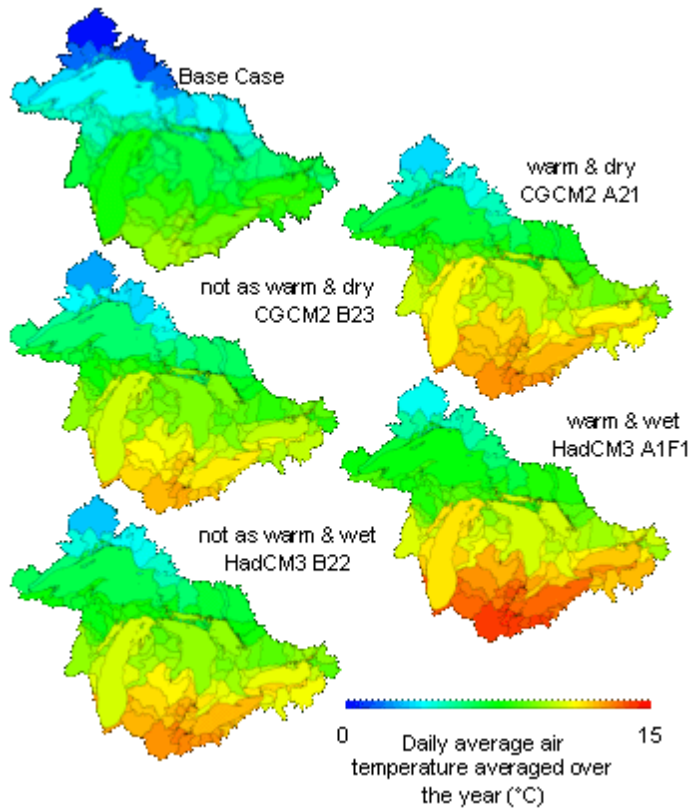 Base Case
warm & dry
CGCM2 A21
not as warm & dry
CGCM2 B23
warm & wet
HadCM3 A1F1
not as warm & wet
HadCM3 B22
0
15
Daily average air
temperature averaged over
the year (°C)